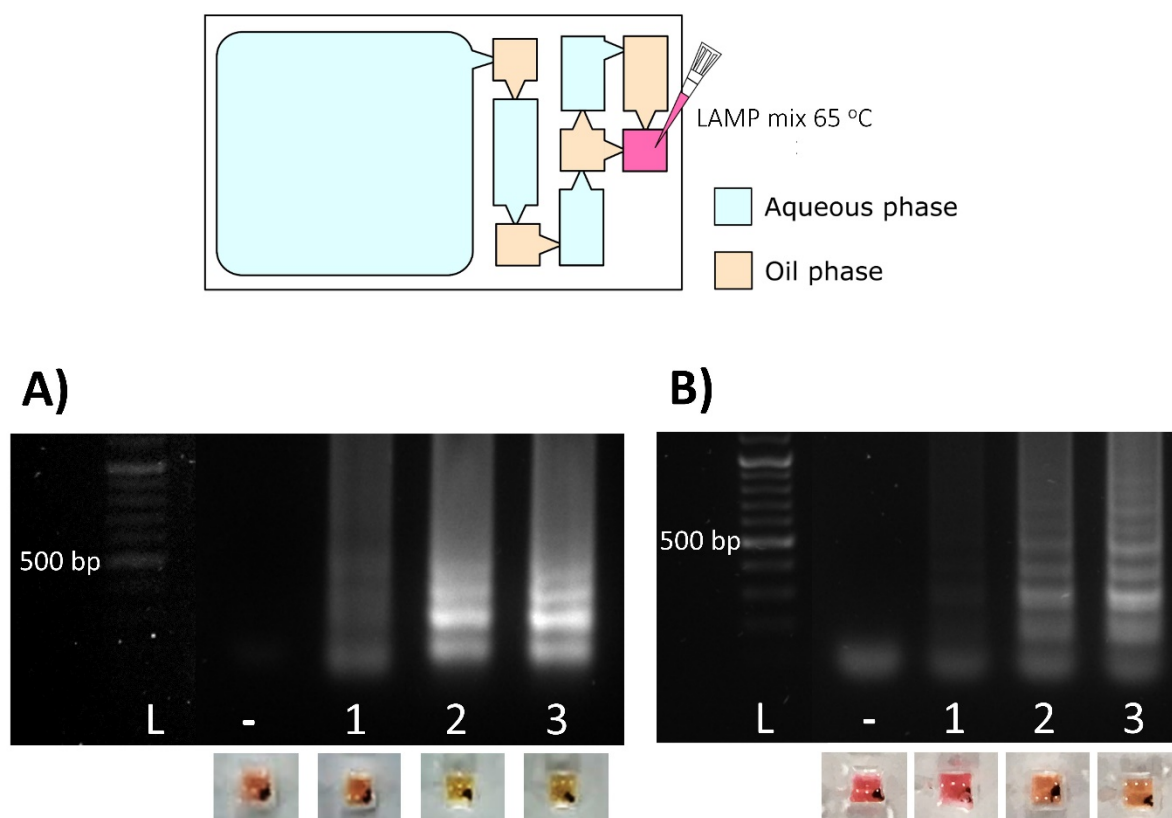 LAMP mix 65 °C
Aqueous phase
Oil phase
A)
B)
500 bp
L - 1 2 3
500 bp
L - 1 2 3